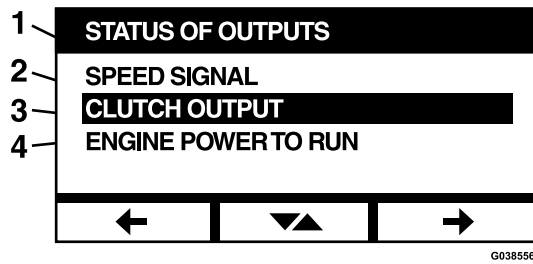 1 STATUS OF OUTPUTS
2 SPEED SIGNAL
3 CLUTCH OUTPUT
4 ENGINE POWER TO RUN
G038556